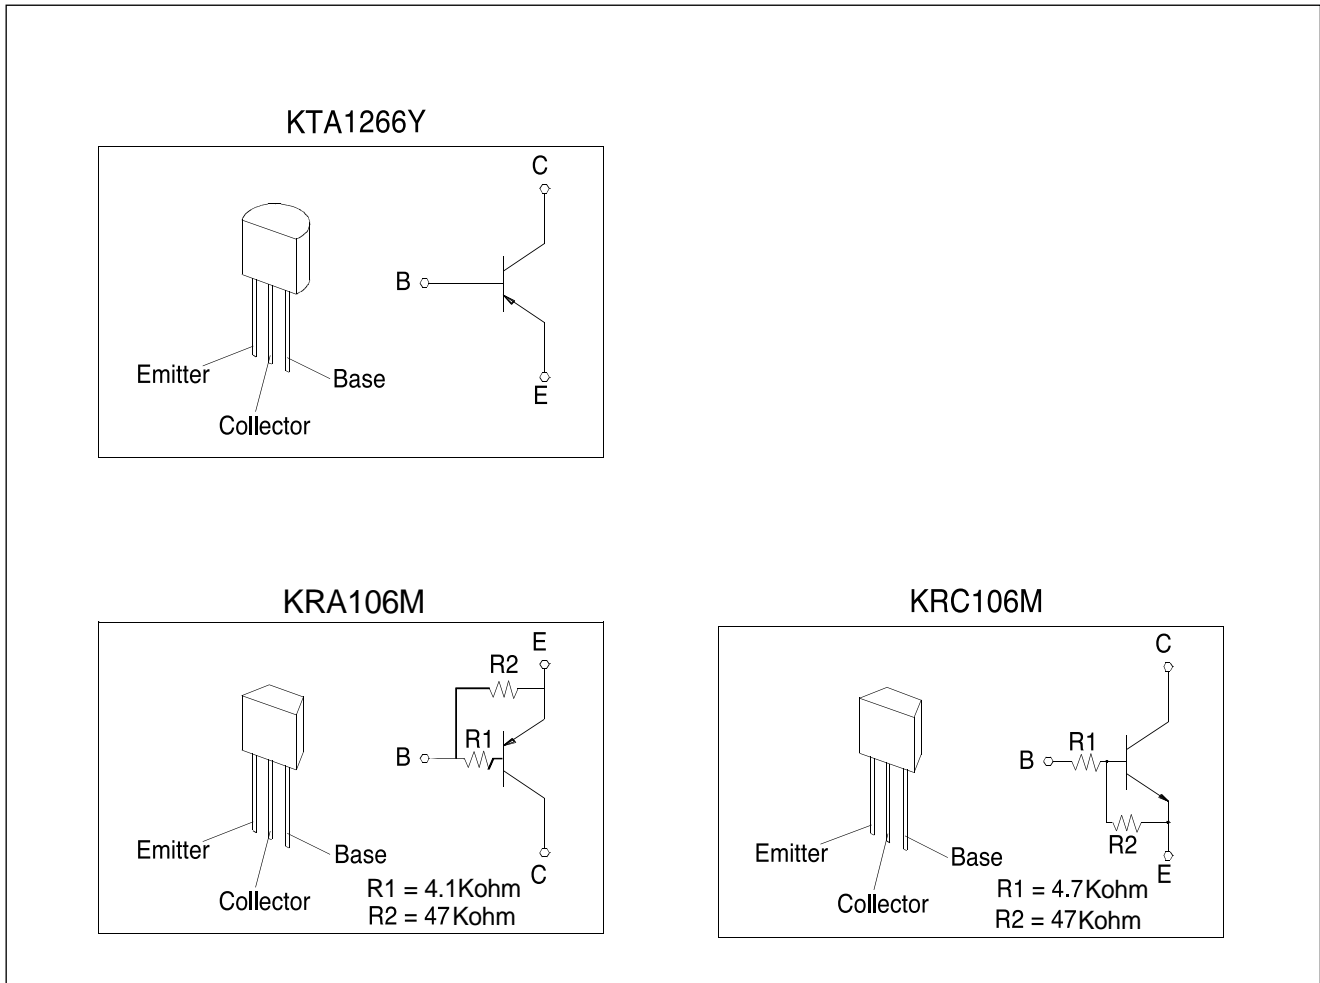 KTA1266Y
C
B
E
Emitter
Base
Collector
KRA106M
E
R2
R1
B
C
Emitter
Base
Collector
R1 = 4.1Kohm
R2 = 47Kohm
KRC106M
C
R1
B
R2
E
Emitter
Base
Collector
R1 = 4.7Kohm
R2 = 47Kohm